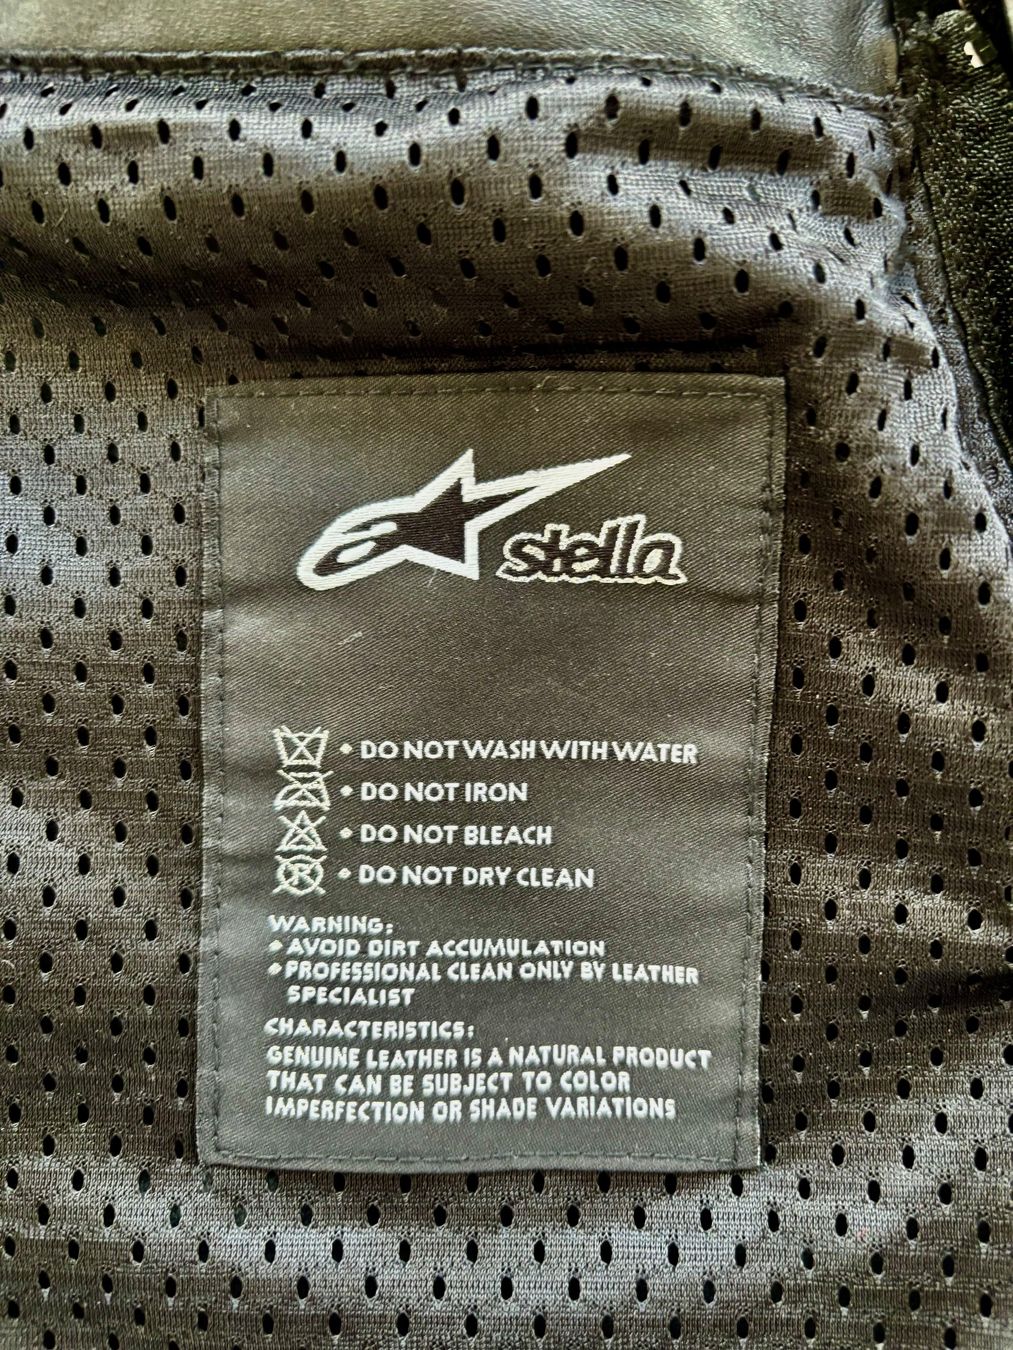 stella
• DO NOT WASH WITH WATER
• DO NOT IRON
• DO NOT BLEACH
• DO NOT DRY CLEAN
WARNING:
• AVOID DIRT ACCUMULATION
• PROFESSIONAL CLEAN ONLY BY LEATHER
SPECIALIST
CHARACTERISTICS:
GENUINE LEATHER IS A NATURAL PRODUCT
THAT CAN BE SUBJECT TO COLOR
IMPERFECTION OR SHADE VARIATIONS